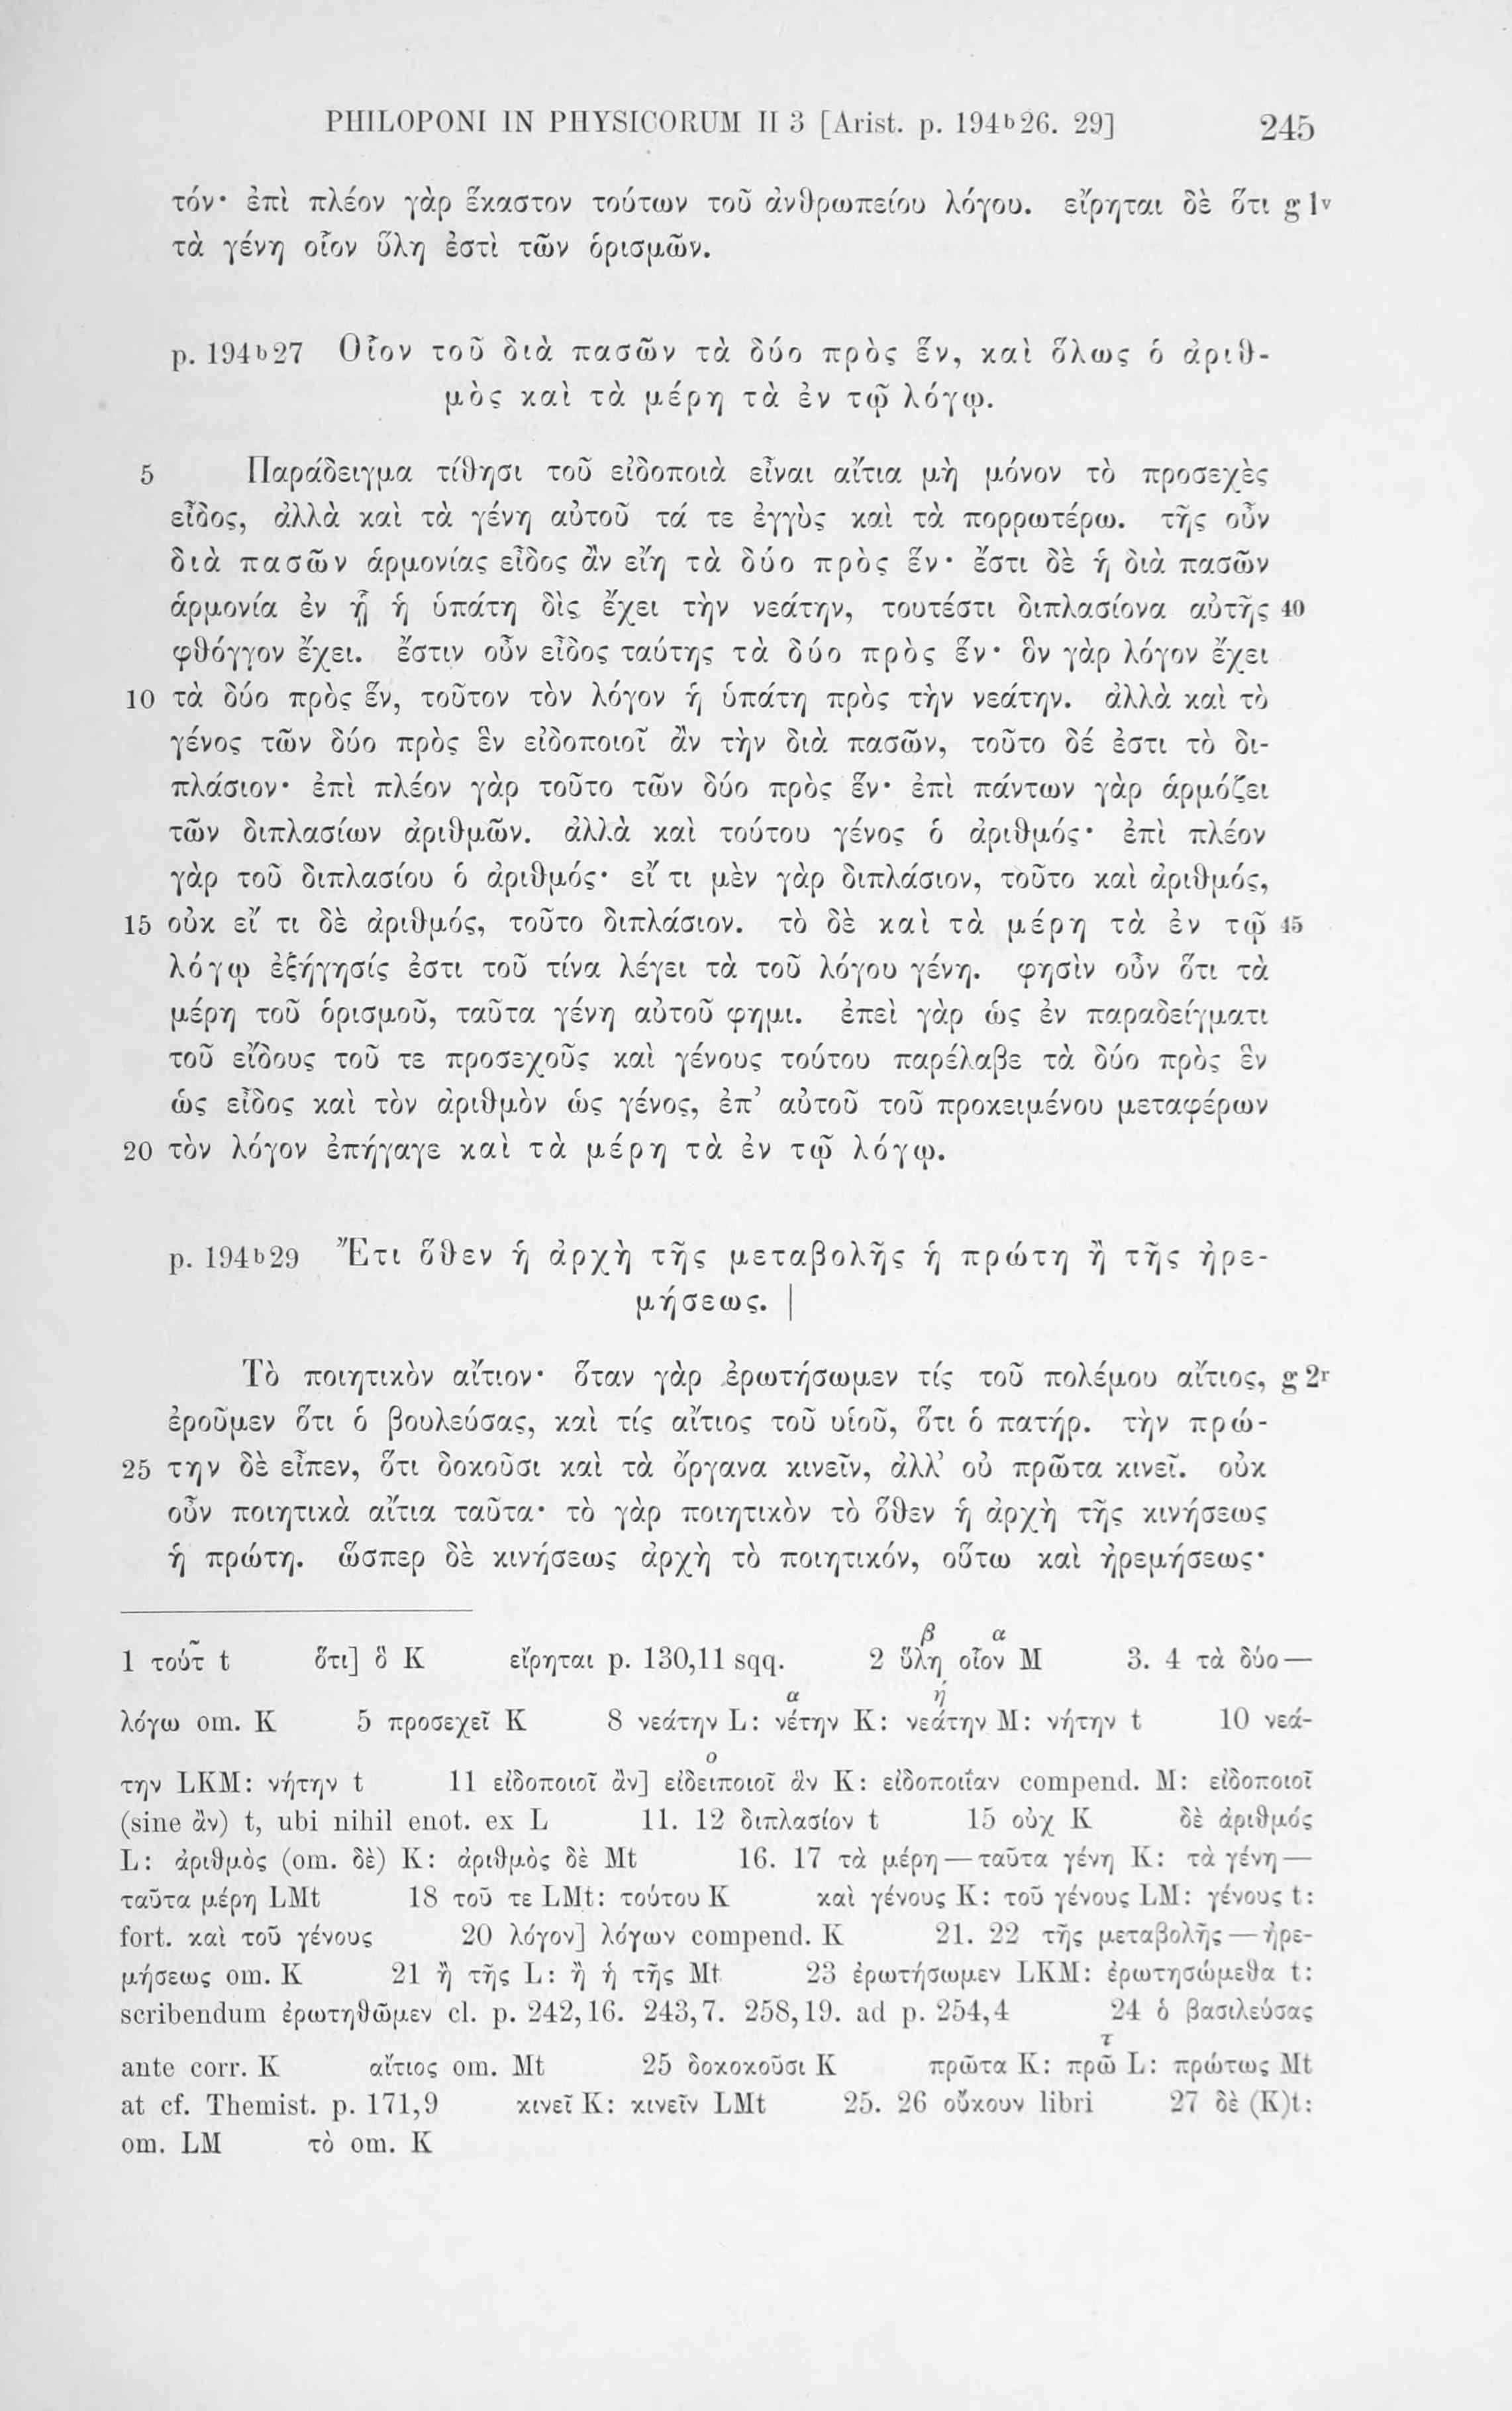 PHILOPONI IN PHYSICORUM II 3 [Arist. p. 194ᵇ26. 29] 245
τόν· ἐπὶ πλέον γὰρ ἕκαστον τούτων τοῦ ἀνθρωπείου λόγου. εἴρηται δὲ ὅτι g 1ᵛ
τὰ γένη οἷον ὕλη ἐστὶ τῶν ὁρισμῶν.
p. 194ᵇ27 Οἷον τοῦ διὰ πασῶν τὰ δύο πρὸς ἕν, καὶ ὅλως ὁ ἀριθ-
μὸς καὶ τὰ μέρη τὰ ἐν τῷ λόγῳ.
5 Παράδειγμα τίθησι τοῦ εἰδοποιὰ εἶναι αἴτια μὴ μόνον τὸ προσεχὲς
εἶδος, ἀλλὰ καὶ τὰ γένη αὐτοῦ τά τε ἐγγὺς καὶ τὰ πορρωτέρω. τῆς οὖν
διὰ πασῶν ἁρμονίας εἶδος ἂν εἴη τὰ δύο πρὸς ἕν· ἔστι δὲ ἡ διὰ πασῶν
ἁρμονία ἐν ᾗ ἡ ὑπάτη δὶς ἔχει τὴν νεάτην, τουτέστι διπλασίονα αὐτῆς 40
φθόγγον ἔχει. ἔστιν οὖν εἶδος ταύτης τὰ δύο πρὸς ἕν· ὃν γὰρ λόγον ἔχει
10 τὰ δύο πρὸς ἕν, τοῦτον τὸν λόγον ἡ ὑπάτη πρὸς τὴν νεάτην. ἀλλὰ καὶ τὸ
γένος τῶν δύο πρὸς ἓν εἰδοποιοῖ ἂν τὴν διὰ πασῶν, τοῦτο δέ ἐστι τὸ δι-
πλάσιον· ἐπὶ πλέον γὰρ τοῦτο τῶν δύο πρὸς ἕν· ἐπὶ πάντων γὰρ ἁρμόζει
τῶν διπλασίων ἀριθμῶν. ἀλλὰ καὶ τούτου γένος ὁ ἀριθμός· ἐπὶ πλέον
γὰρ τοῦ διπλασίου ὁ ἀριθμός· εἴ τι μὲν γὰρ διπλάσιον, τοῦτο καὶ ἀριθμός,
15 οὐκ εἴ τι δὲ ἀριθμός, τοῦτο διπλάσιον. τὸ δὲ καὶ τὰ μέρη τὰ ἐν τῷ 45
λόγῳ ἐξήγησίς ἐστι τοῦ τίνα λέγει τὰ τοῦ λόγου γένη. φησὶν οὖν ὅτι τὰ
μέρη τοῦ ὁρισμοῦ, ταῦτα γένη αὐτοῦ φημι. ἐπεὶ γὰρ ὡς ἐν παραδείγματι
τοῦ εἴδους τοῦ τε προσεχοῦς καὶ γένους τούτου παρέλαβε τὰ δύο πρὸς ἓν
ὡς εἶδος καὶ τὸν ἀριθμὸν ὡς γένος, ἐπ’ αὐτοῦ τοῦ προκειμένου μεταφέρων
20 τὸν λόγον ἐπήγαγε καὶ τὰ μέρη τὰ ἐν τῷ λόγῳ.
p. 194ᵇ29 Ἔτι ὅθεν ἡ ἀρχὴ τῆς μεταβολῆς ἡ πρώτη ἢ τῆς ἠρε-
μήσεως. |
Τὸ ποιητικὸν αἴτιον· ὅταν γὰρ ἐρωτήσωμεν τίς τοῦ πολέμου αἴτιος, g 2ʳ
ἐροῦμεν ὅτι ὁ βουλεύσας, καὶ τίς αἴτιος τοῦ υἱοῦ, ὅτι ὁ πατήρ. τὴν πρώ-
25 την δὲ εἶπεν, ὅτι δοκοῦσι καὶ τὰ ὄργανα κινεῖν, ἀλλ’ οὐ πρῶτα κινεῖ. οὐκ
οὖν ποιητικὰ αἴτια ταῦτα· τὸ γὰρ ποιητικὸν τὸ ὅθεν ἡ ἀρχὴ τῆς κινήσεως
ἡ πρώτη. ὥσπερ δὲ κινήσεως ἀρχὴ τὸ ποιητικόν, οὕτω καὶ ἠρεμήσεως·
1 τού͂τ t ὅτι] ὃ K εἴρηται p. 130,11 sqq. 2 ὕλη οἷον M 3. 4 τὰ δύο—
λόγω om. K 5 προσεχεῖ K 8 νεάτην L: νέτην K: νεάτην M: νήτην t 10 νεά-
την LKM: νήτην t 11 εἰδοποιοῖ ἂν] εἰδειποιοῖ ἂν K: εἰδοποιΐαν compend. M: εἰδοποιοῖ
(sine ἂν) t, ubi nihil enot. ex L 11. 12 διπλασίον t 15 οὐχ K δὲ ἀριθμός
L: ἀριθμὸς (om. δὲ) K: ἀριθμὸς δὲ Mt 16. 17 τὰ μέρη—ταῦτα γένη K: τὰ γένη—
ταῦτα μέρη LMt 18 τοῦ τε LMt: τούτου K καὶ γένους K: τοῦ γένους LM: γένους t:
fort. καὶ τοῦ γένους 20 λόγον] λόγων compend. K 21. 22 τῆς μεταβολῆς—ἠρε-
μήσεως om. K 21 ἢ τῆς L: ἢ ἡ τῆς Mt 23 ἐρωτήσωμεν LKM: ἐρωτησώμεθα t:
scribendum ἐρωτηθῶμεν cl. p. 242,16. 243,7. 258,19. ad p. 254,4 24 ὁ βασιλεύσας
ante corr. K αἴτιος om. Mt 25 δοκοκοῦσι K πρῶτα K: πρῶτ L: πρώτως Mt
at cf. Themist. p. 171,9 κινεῖ K: κινεῖν LMt 25. 26 οὔκουν libri 27 δὲ (K)t:
om. LM τὸ om. K